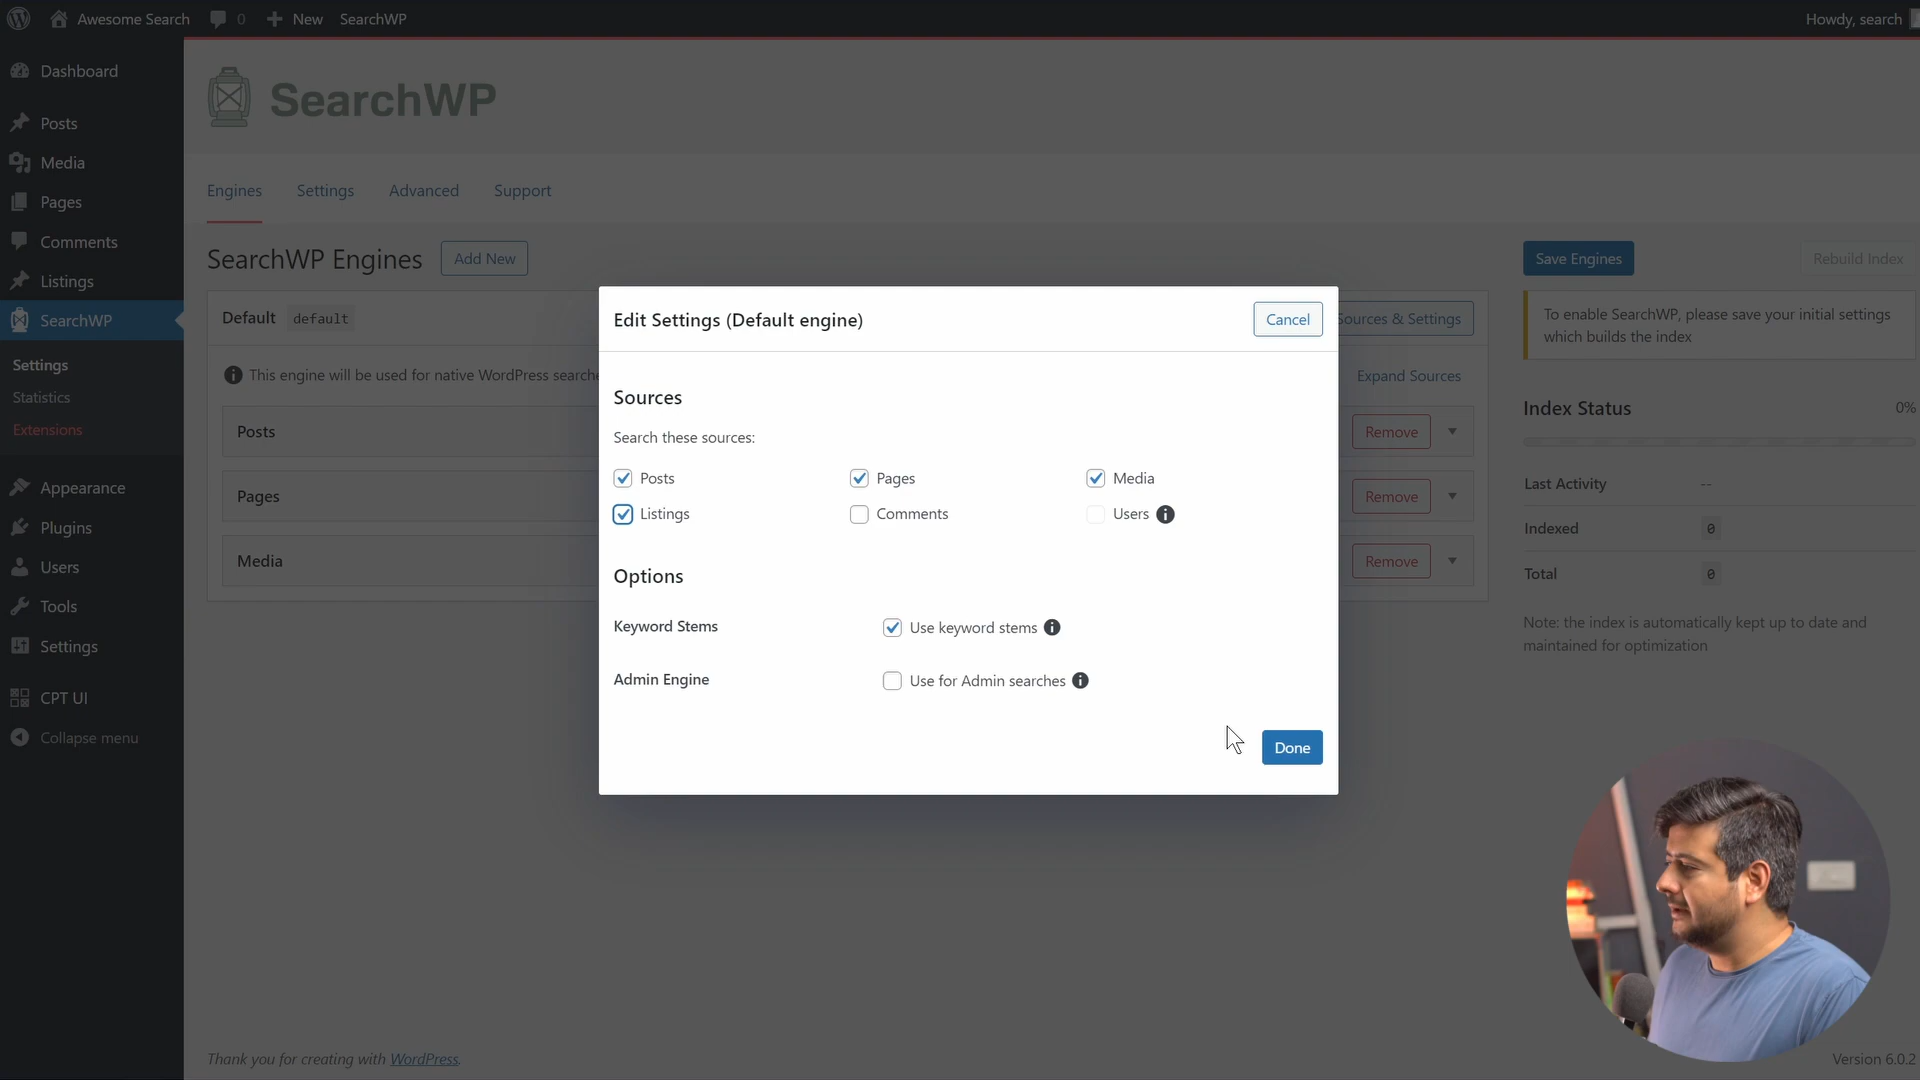 Awesome Search
0
New
SearchWP
Howdy, search
Dashboard
Posts
Media
Pages
Comments
Listings
SearchWP
Settings
Statistics
Extensions
Appearance
Plugins
Users
Tools
Settings
CPT UI
Collapse menu
SearchWP
Engines
Settings
Advanced
Support
SearchWP Engines
Add New
Save Engines
Rebuild Index
Default
default
Sources & Settings
This engine will be used for native WordPress
Expand Sources
Posts
Remove
Pages
Remove
Media
Remove
Edit Settings (Default engine)
Cancel
Sources
Search these sources:
Posts
Pages
Media
Listings
Comments
Users
Options
Keyword Stems
Use keyword stems
Admin Engine
Use for Admin searches
Done
To enable SearchWP, please save your initial settings
which builds the index
Index Status
0%
Last Activity
--
Indexed
0
Total
0
Note: the index is automatically kept up to date and
maintained for optimization
Thank you for creating with WordPress.
Version 6.0.2